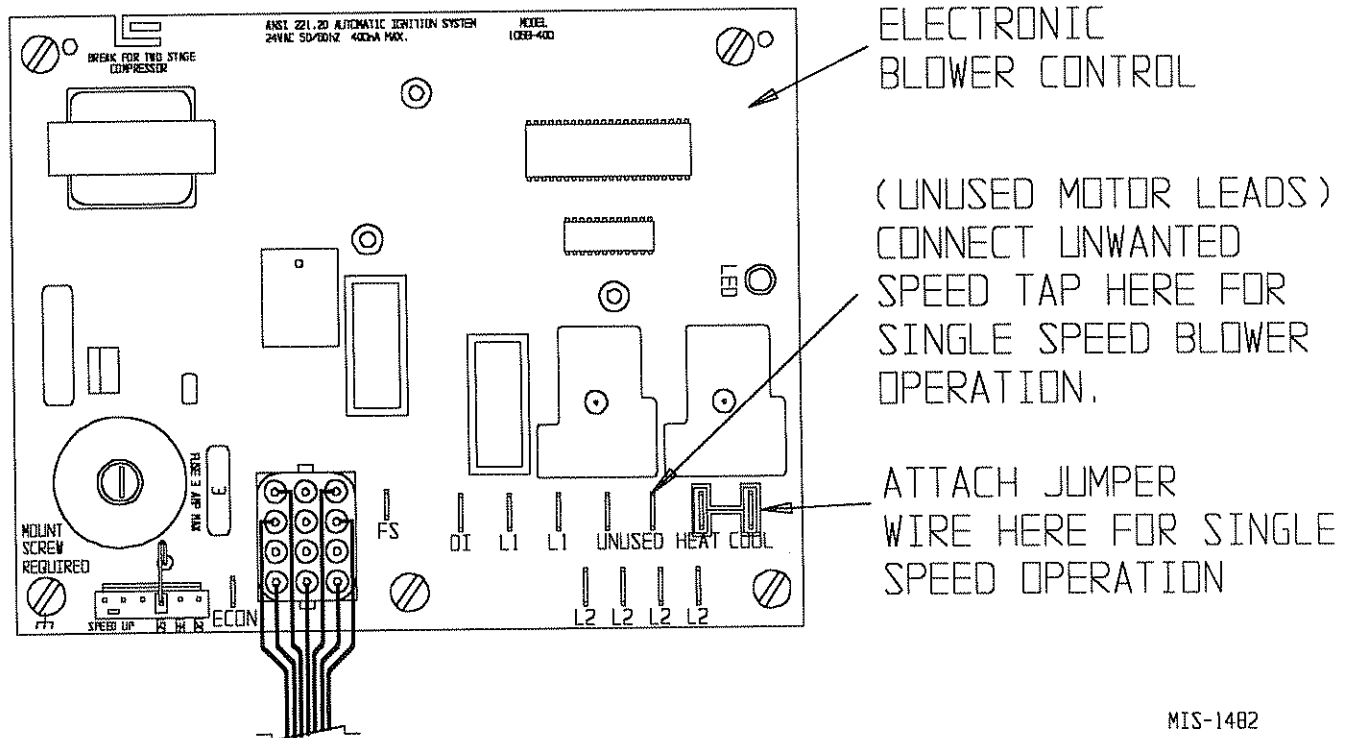 ANSI Z21.20 AUTOMATIC IGNITION SYSTEM
24VAC 50/60HZ 400mA MAX.
MODEL
BREAK FOR TWO STAGE
COMPRESSOR
ELECTRONIC
BLOWER CONTROL
(UNUSED MOTOR LEADS)
CONNECT UNWANTED
SPEED TAP HERE FOR
SINGLE SPEED BLOWER
OPERATION.
LED
ATTACH JUMPER
WIRE HERE FOR SINGLE
SPEED OPERATION
FUSE 3 AMP MAX
3
MOUNT
SCREW
REQUIRED
FS
DI L1 L1 UNUSED HEAT COOL
L2 L2 L2 L2
ECON
SPEED UP
MIS-1482